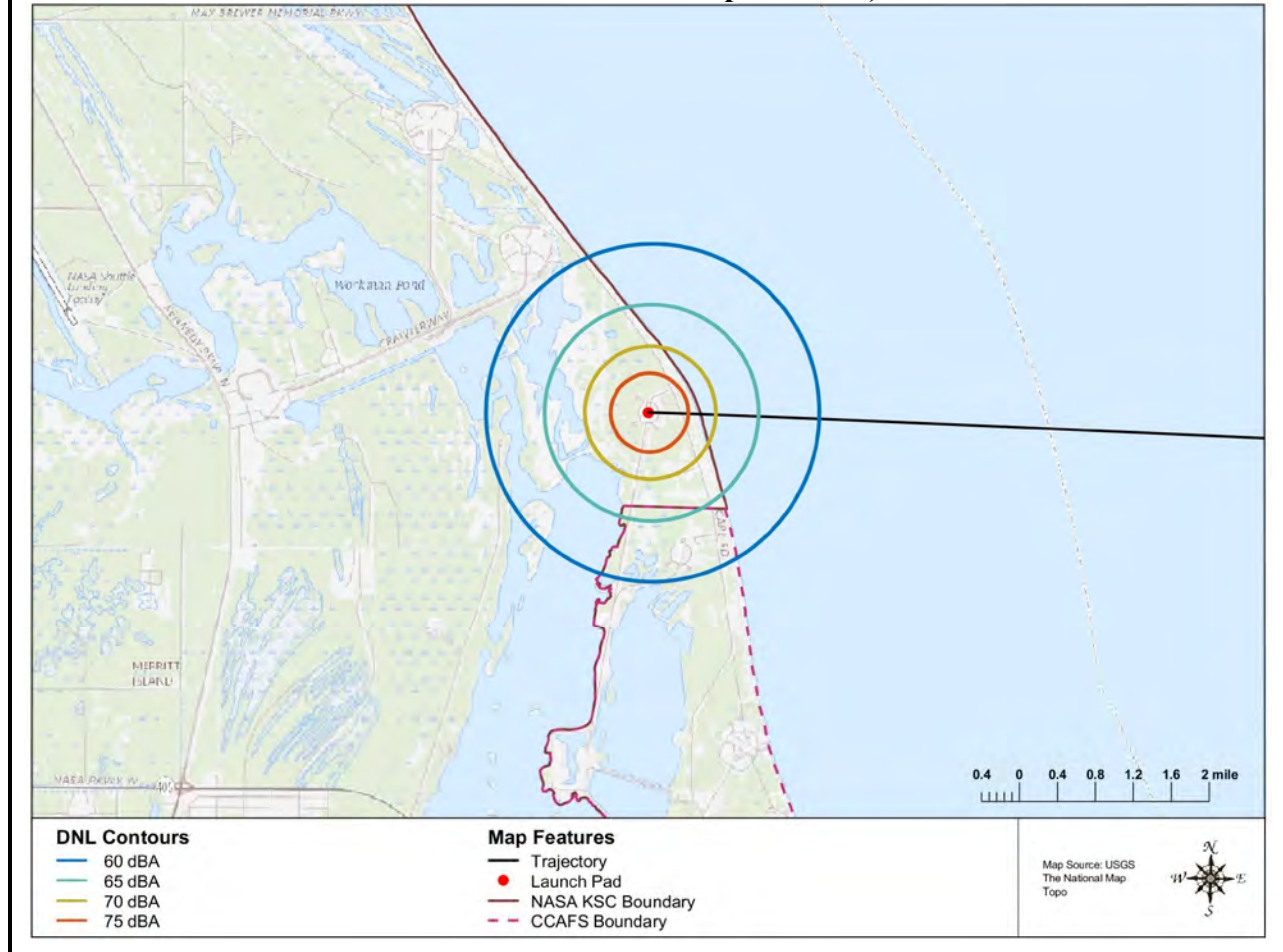 MAX BREWER MEMORIAL PKWY
NASA Shuttle
Landing
Facility
Workman Pond
KENNEDY PKWY N
CRAWLERWAY
CAPE RD
MERRITT
ISLAND
NASA PKWY W
405
0.4 0 0.4 0.8 1.2 1.6 2 mile
DNL Contours
60 dBA
65 dBA
70 dBA
75 dBA
Map Features
Trajectory
Launch Pad
NASA KSC Boundary
CCAFS Boundary
Map Source: USGS
The National Map
Topo
N
W E
S